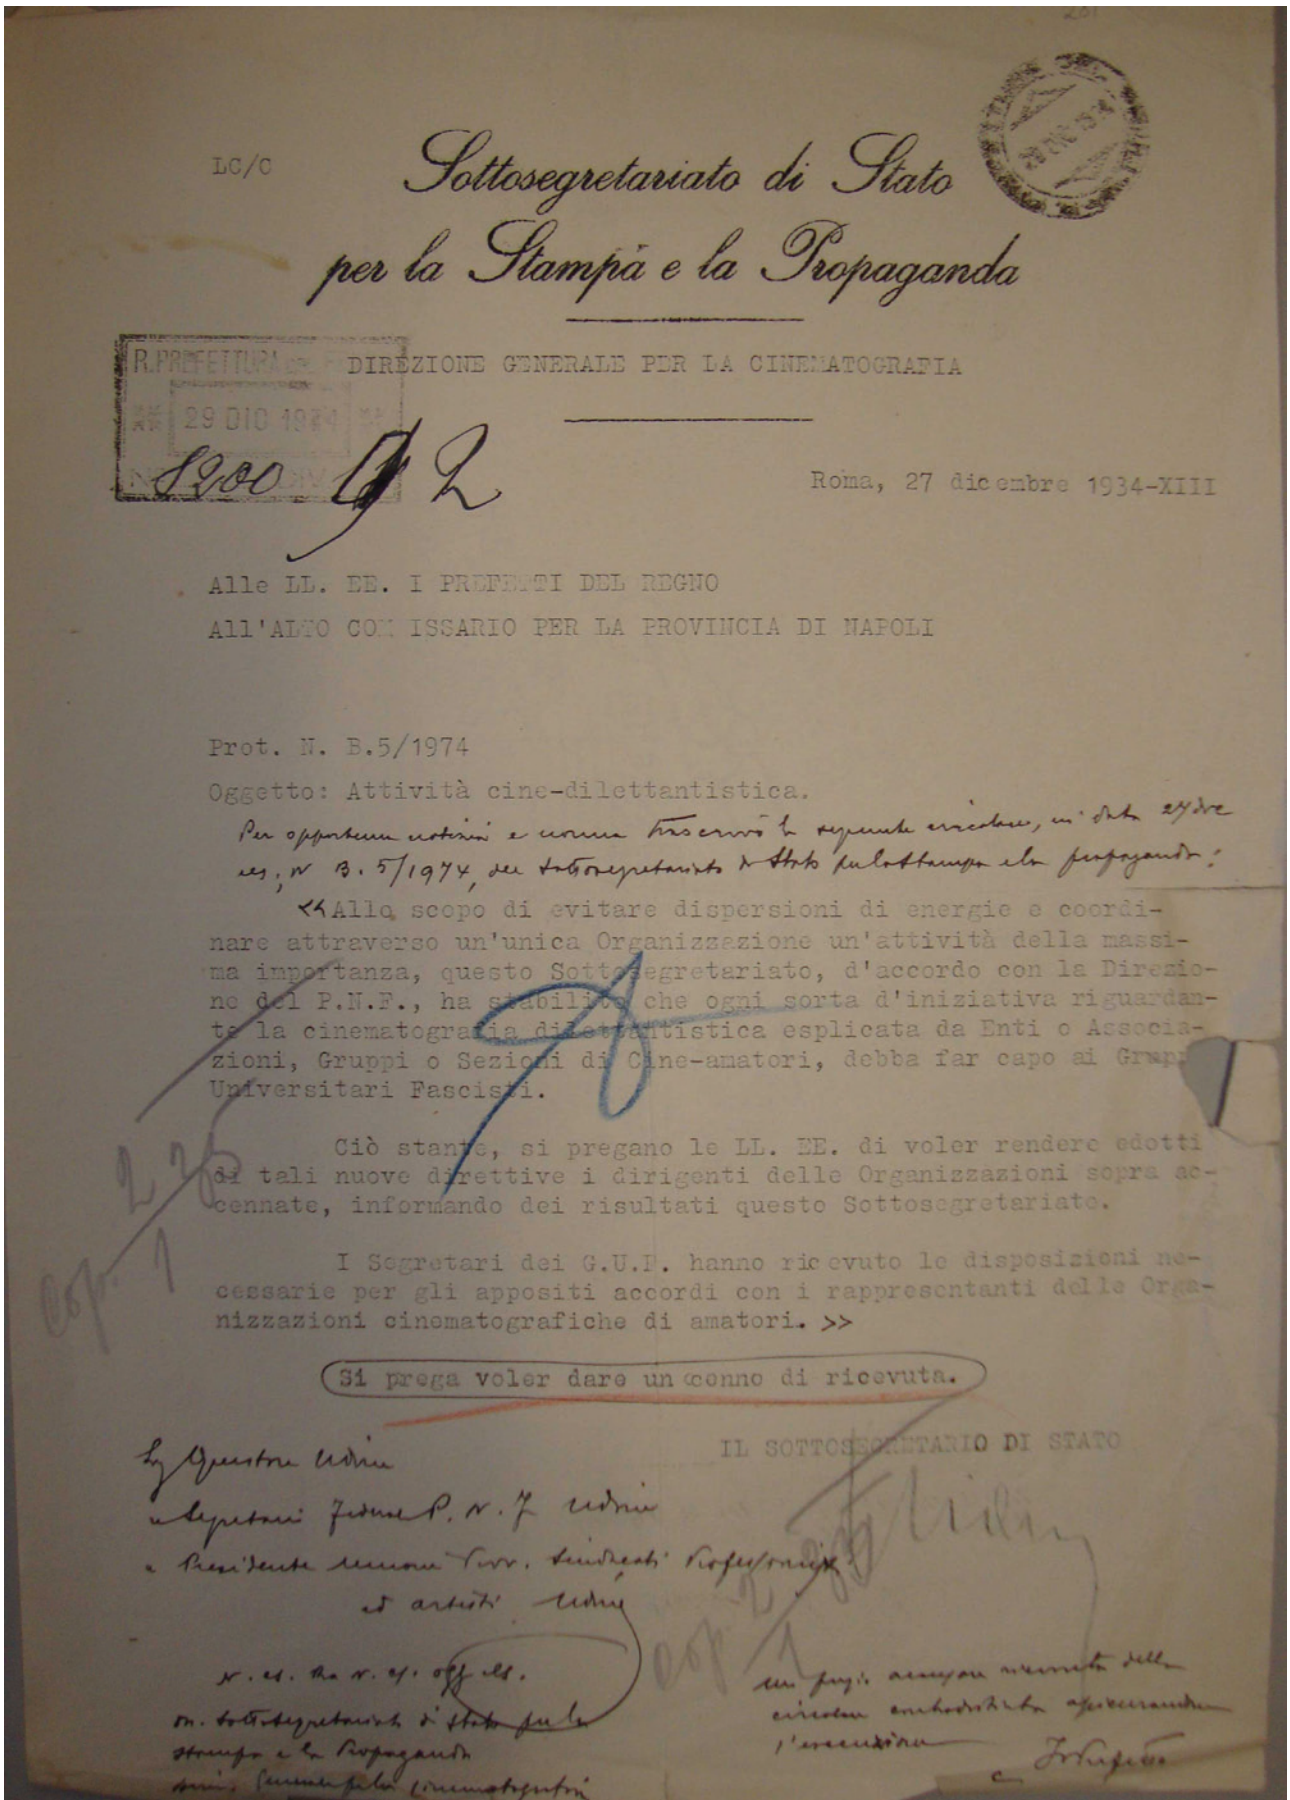 LC/C
Sottosegretariato di Stato
per la Stampa e la Propaganda
R. PREFETTURA
DIREZIONE GENERALE PER LA CINEMATOGRAFIA
29 DIC 1934
8200 2
Roma, 27 dicembre 1934-XIII
Alle LL. EE. I PREFETTI DEL REGNO
All'ALTO COMMISSARIO PER LA PROVINCIA DI NAPOLI
Prot. N. B.5/1974
Oggetto: Attività cine-dilettantistica.
Per opportuna notizia e norma trascrivo la seguente circolare, in data 27 dic
N B. 5/1974, del Sottosegretariato di Stato per la Stampa e la propaganda:
<<Allo scopo di evitare dispersioni di energie e coordi-
nare attraverso un'unica Organizzazione un'attività della massi-
ma importanza, questo Sottosegretariato, d'accordo con la Direzio-
ne del P.N.F., ha stabilito che ogni sorta d'iniziativa riguardan-
te la cinematografia dilettantistica esplicata da Enti o Associa-
zioni, Gruppi o Sezioni di Cine-amatori, debba far capo ai Grupp
Universitari Fascisti.
Ciò stante, si pregano le LL. EE. di voler rendere edotti
di tali nuove direttive i dirigenti delle Organizzazioni sopra ac-
cennate, informando dei risultati questo Sottosegretariato.
I Segretari dei G.U.F. hanno ricevuto le disposizioni ne-
cessarie per gli appositi accordi con i rappresentanti delle Orga-
nizzazioni cinematografiche di amatori. >>
Si prega voler dare un cenno di ricevuta.
IL SOTTOSEGRETARIO DI STATO
Questore Udine
" Segretario Federale P. N. F. Udine
" Presidente unione Prov. Sindacati Professionisti
ed artisti Udine
on. Sottosegretariato di Stato per la
stampa e la Propaganda
circolare contradistinta assicurandone
l'esecuzione
Il Prefetto